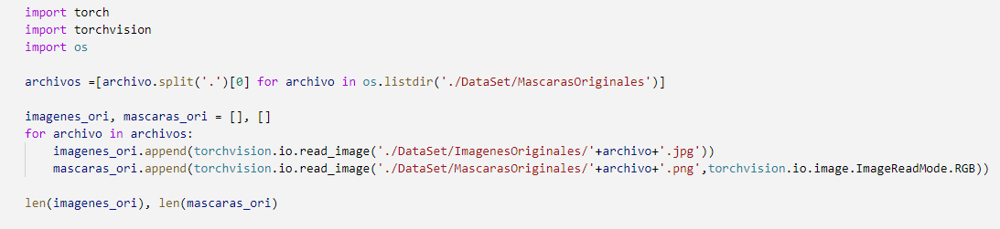 import torch
import torchvision
import os
archivos =[archivo.split('.')[0] for archivo in os.listdir('./DataSet/MascarasOriginales')]
imagenes_ori, mascaras_ori = [], []
for archivo in archivos:
    imagenes_ori.append(torchvision.io.read_image('./DataSet/ImagenesOriginales/'+archivo+'.jpg'))
    mascaras_ori.append(torchvision.io.read_image('./DataSet/MascarasOriginales/'+archivo+'.png',torchvision.io.image.ImageReadMode.RGB))
len(imagenes_ori), len(mascaras_ori)